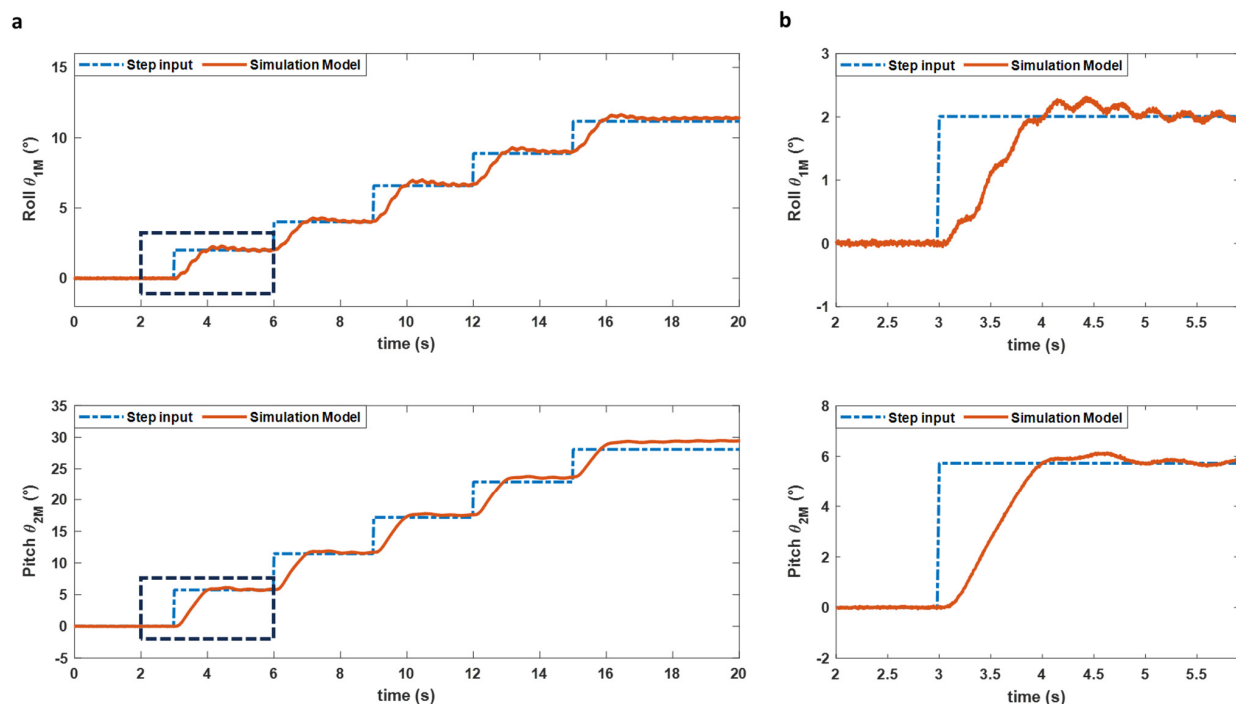 a
Step input Simulation Model
15
10
5
0
Roll θ1M (°)
0 2 4 6 8 10 12 14 16 18 20
time (s)
Step input Simulation Model
35
30
25
20
15
10
5
0
-5
Pitch θ2M (°)
0 2 4 6 8 10 12 14 16 18 20
time (s)
b
3
Step input Simulation Model
2
1
0
-1
Roll θ1M (°)
2 2.5 3 3.5 4 4.5 5 5.5
time (s)
8
Step input Simulation Model
6
4
2
0
-2
Pitch θ2M (°)
2 2.5 3 3.5 4 4.5 5 5.5
time (s)